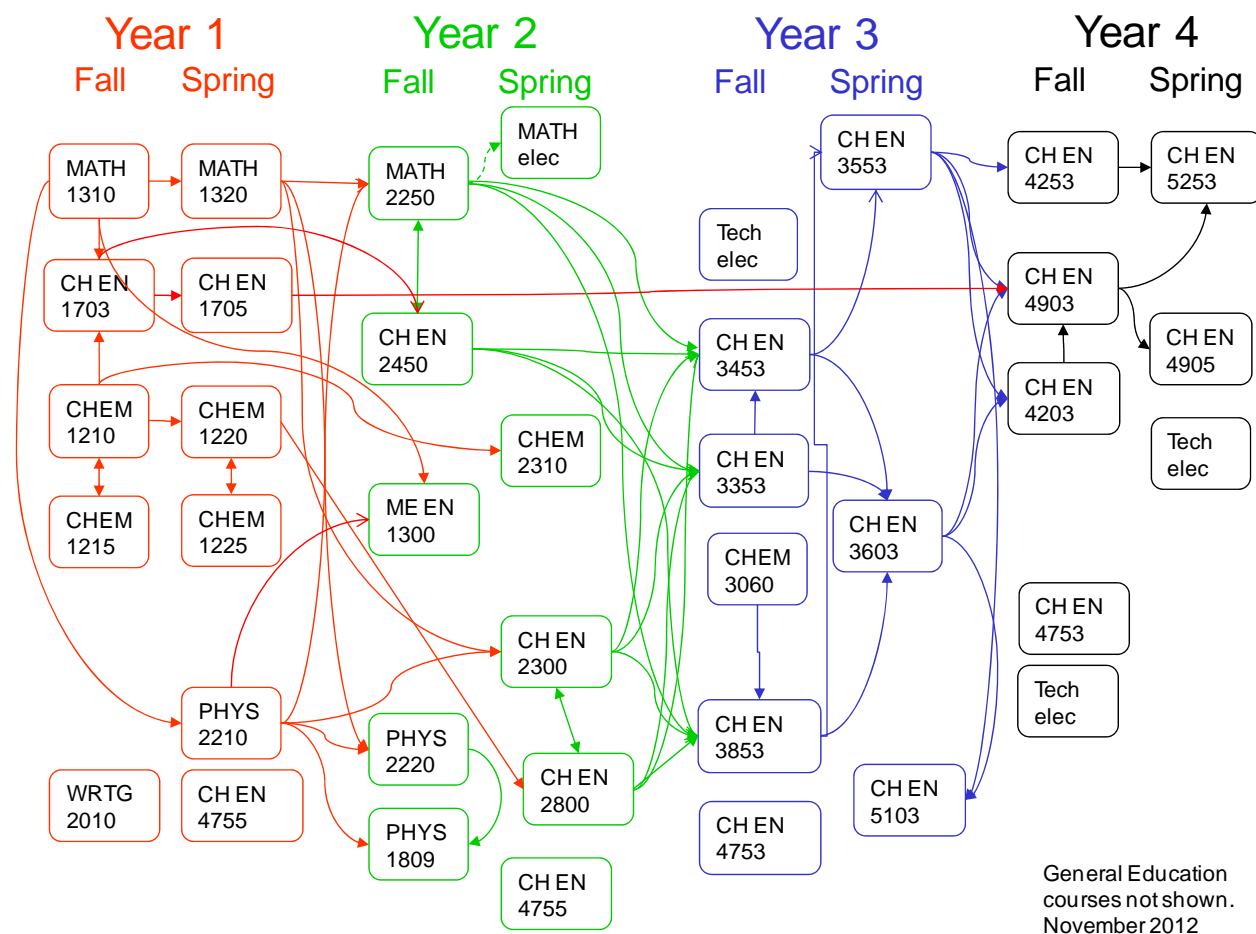 Year 1
Year 2
Year 3
Year 4
Fall
Spring
Fall
Spring
Fall
Spring
Fall
Spring
MATH
1310
CH EN
1703
CHEM
1210
CHEM
1215
WRTG
2010
MATH
1320
CH EN
1705
CHEM
1220
CHEM
1225
PHYS
2210
CH EN
4755
MATH
2250
CH EN
2450
ME EN
1300
PHYS
2220
PHYS
1809
MATH
elec
CHEM
2310
CH EN
2300
CH EN
2800
CH EN
4755
Tech
elec
CH EN
3453
CH EN
3353
CHEM
3060
CH EN
3853
CH EN
4753
CH EN
3553
CH EN
3603
CH EN
5103
CH EN
4253
CH EN
4903
CH EN
4203
CH EN
4753
Tech
elec
CH EN
5253
CH EN
4905
Tech
elec
General Education
courses not shown.
November 2012